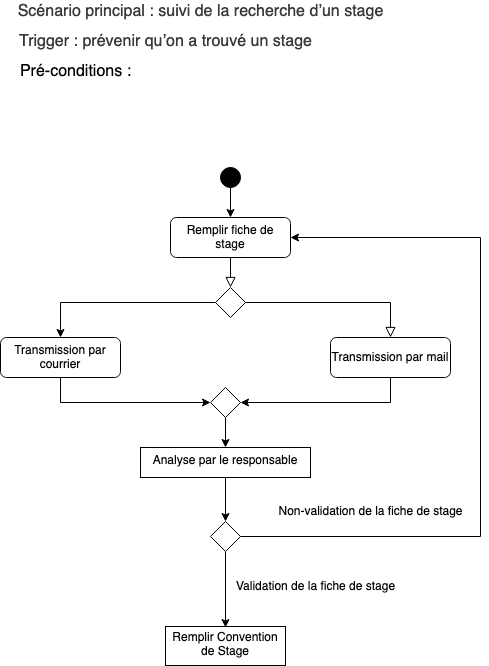 Scénario principal : suivi de la recherche d'un stage
Trigger : prévenir qu'on a trouvé un stage
Pré-conditions :
Remplir fiche de
stage
Transmission par
courrier
Transmission par mail
Analyse par le responsable
Non-validation de la fiche de stage
Validation de la fiche de stage
Remplir Convention
de Stage